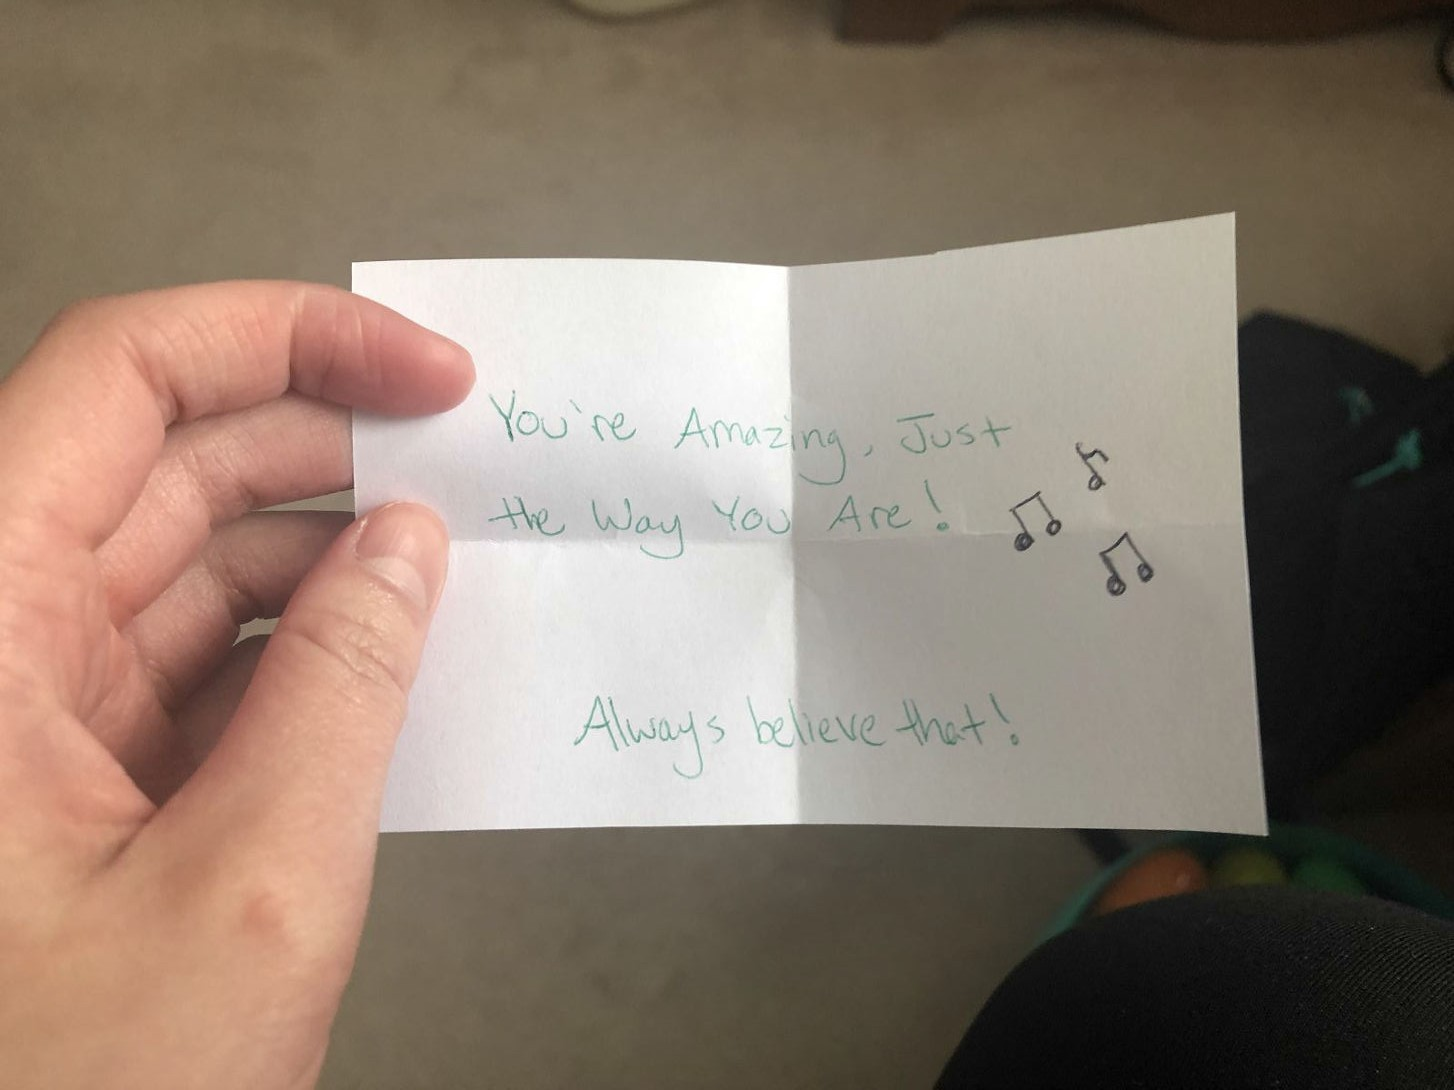 You're Amazing, Just
the Way You Are!
Always believe that!